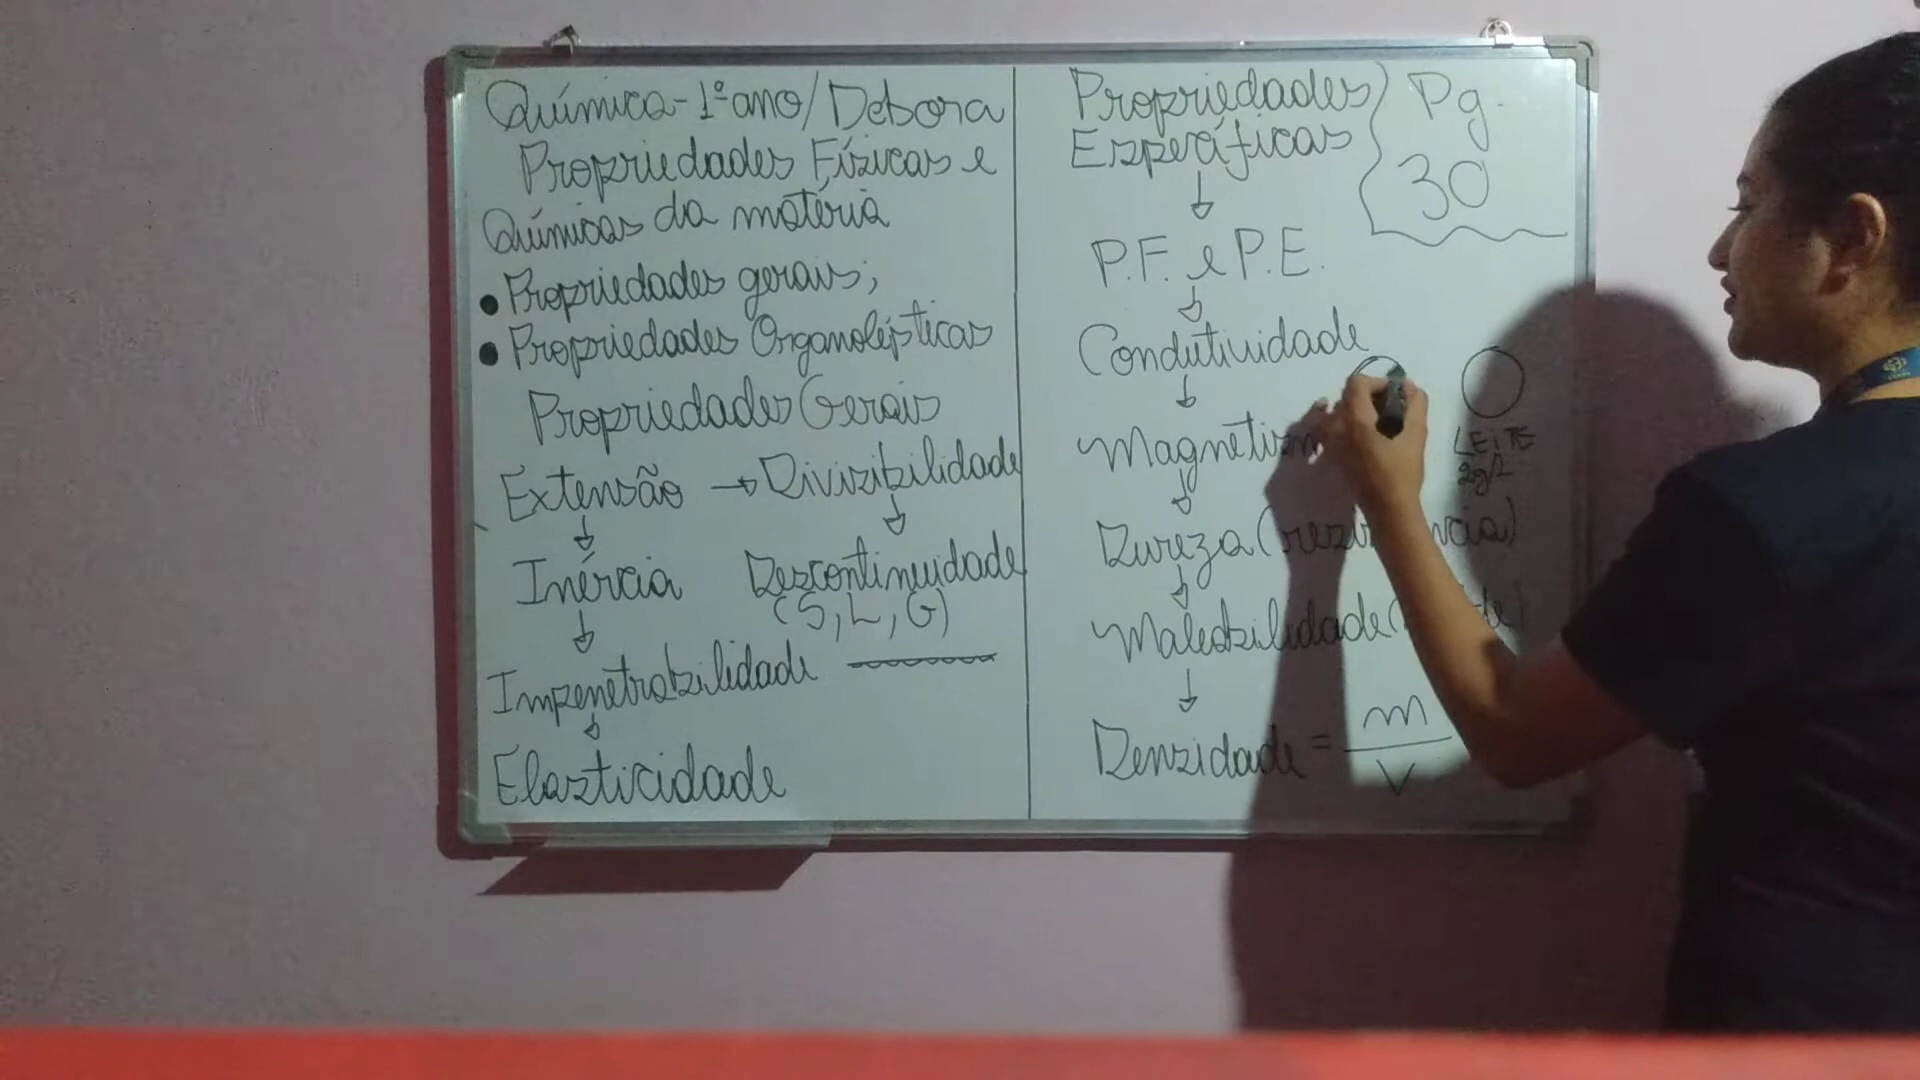 Química - 1º ano / Debora
Propriedades Físicas e
Químicas da matéria
• Propriedades gerais;
• Propriedades Organolépticas
Propriedades Gerais
Extensão → Divisibilidade
↓ ↓
Inércia Descontinuidade
↓ (S, L, G)
Impenetrabilidade
↓
Elasticidade
Propriedades
Específicas
↓
P.F. e P.E.
↓
Condutividade
↓
Magnetism
↓
Dureza (
↓
Maleabilidade (
↓
Densidade = m
V
Pg.
30
LEITE